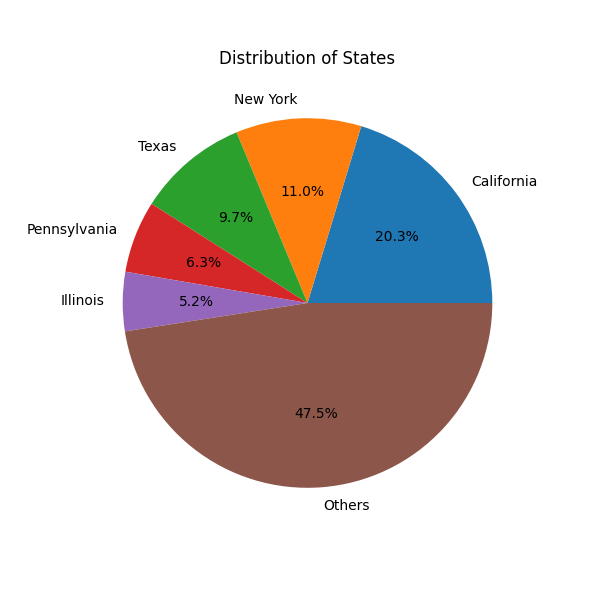 Distribution of States
New York
Texas
California
11.0%
9.7%
20.3%
Pennsylvania
6.3%
Illinois
5.2%
47.5%
Others